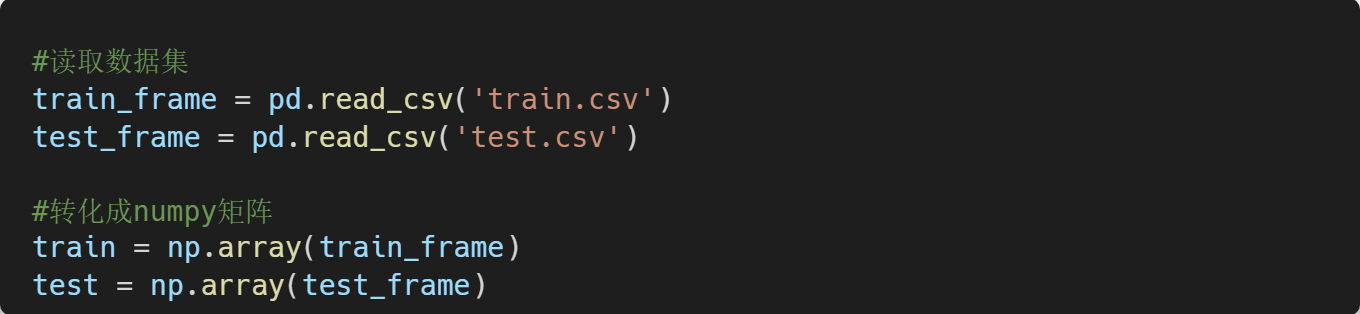 #读取数据集
train_frame = pd.read_csv('train.csv')
test_frame = pd.read_csv('test.csv')
#转化成numpy矩阵
train = np.array(train_frame)
test = np.array(test_frame)